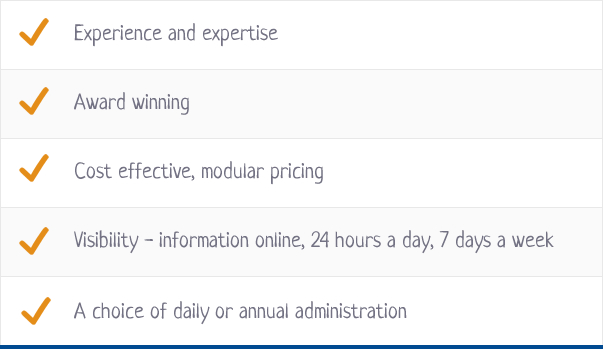 Experience and expertise
Award winning
Cost effective, modular pricing
Visibility - information online, 24 hours a day, 7 days a week
A choice of daily or annual administration